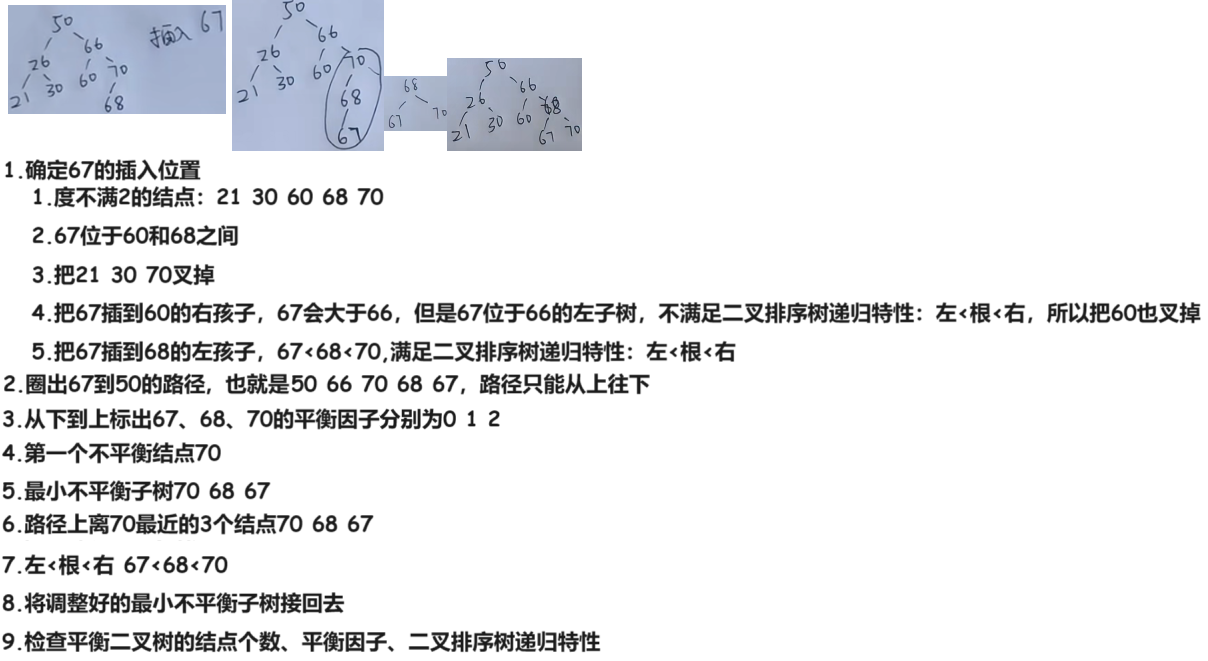 50
66
插入 67
26
60
70
21
30
68
50
66
26
60
70
21
30
68
67
68
67
70
50
66
26
60
68
21
30
67
70
1.确定67的插入位置
1.度不满2的结点：21 30 60 68 70
2.67位于60和68之间
3.把21 30 70叉掉
4.把67插到60的右孩子，67会大于66，但是67位于66的左子树，不满足二叉排序树递归特性：左<根<右，所以把60也叉掉
5.把67插到68的左孩子，67<68<70,满足二叉排序树递归特性：左<根<右
2.圈出67到50的路径，也就是50 66 70 68 67，路径只能从上往下
3.从下到上标出67、68、70的平衡因子分别为0 1 2
4.第一个不平衡结点70
5.最小不平衡子树70 68 67
6.路径上离70最近的3个结点70 68 67
7.左<根<右 67<68<70
8.将调整好的最小不平衡子树接回去
9.检查平衡二叉树的结点个数、平衡因子、二叉排序树递归特性